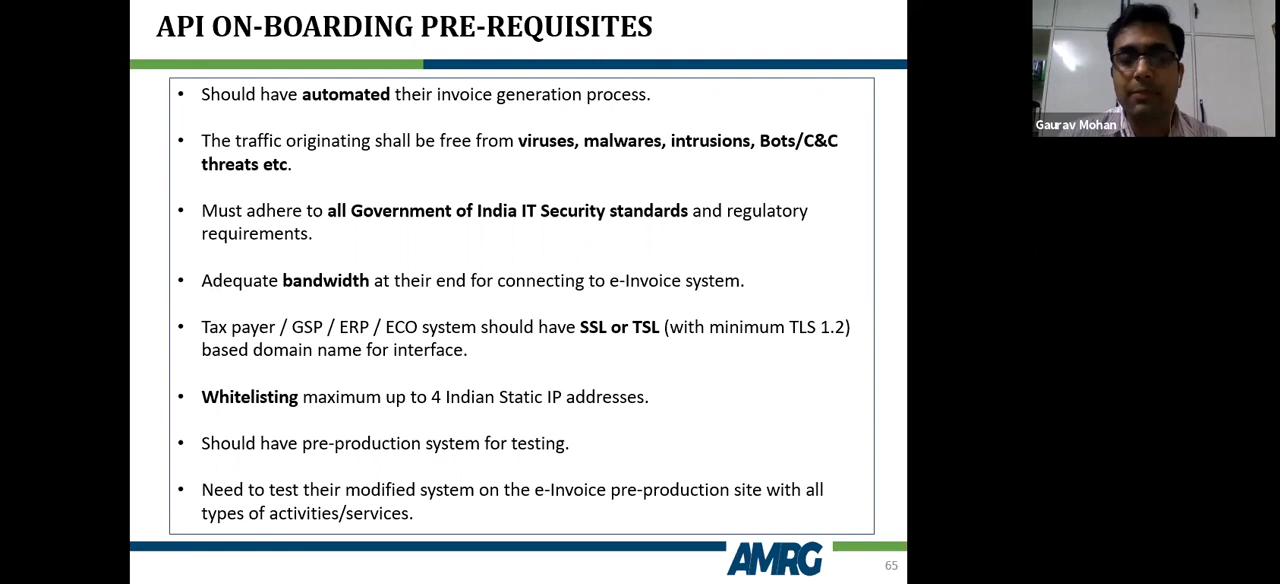 API ON-BOARDING PRE-REQUISITES
• Should have automated their invoice generation process.
• The traffic originating shall be free from viruses, malwares, intrusions, Bots/C&C
threats etc.
• Must adhere to all Government of India IT Security standards and regulatory
requirements.
• Adequate bandwidth at their end for connecting to e-Invoice system.
• Tax payer / GSP / ERP / ECO system should have SSL or TSL (with minimum TLS 1.2)
based domain name for interface.
• Whitelisting maximum up to 4 Indian Static IP addresses.
• Should have pre-production system for testing.
• Need to test their modified system on the e-Invoice pre-production site with all
types of activities/services.
AMRG
65
Gaurav Mohan